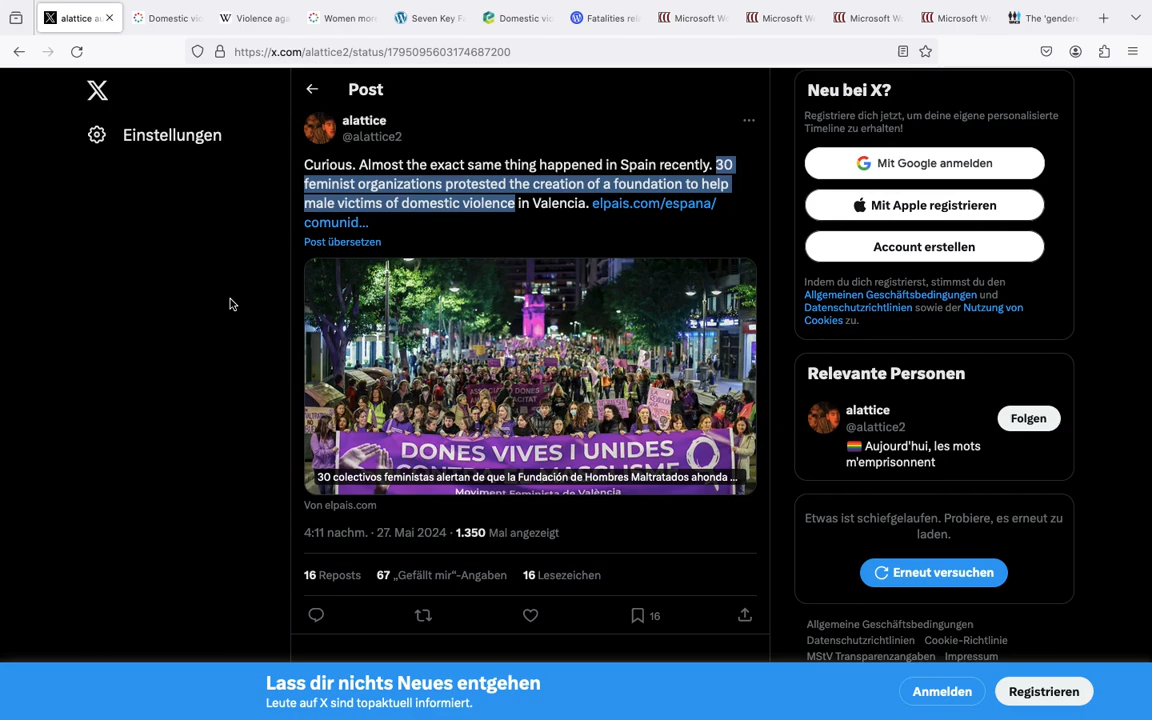 alattice
Domestic vic
Violence aga
Women mor
Seven Key F
Domestic vio
Fatalities rel
Microsoft Wo
Microsoft Wo
Microsoft Wo
Microsoft Wo
The 'gender
https://x.com/alattice2/status/1795095603174687200
Einstellungen
Post
alattice
@alattice2
Curious. Almost the exact same thing happened in Spain recently. 30
feminist organizations protested the creation of a foundation to help
male victims of domestic violence in Valencia. elpais.com/espana/
comunid...
Post übersetzen
DONES VIVES I UNIDES
30 colectivos feministas alertan de que la Fundación de Hombres Maltratados ahonda ...
Moviment Feminista de València
Von elpais.com
4:11 nachm. · 27. Mai 2024 · 1.350 Mal angezeigt
16 Reposts 67 „Gefällt mir“-Angaben 16 Lesezeichen
16
Neu bei X?
Registriere dich jetzt, um deine eigene personalisierte
Timeline zu erhalten!
Mit Google anmelden
Mit Apple registrieren
Account erstellen
Indem du dich registrierst, stimmst du den
Allgemeinen Geschäftsbedingungen und
Datenschutzrichtlinien sowie der Nutzung von
Cookies zu.
Relevante Personen
alattice
@alattice2
Folgen
Aujourd'hui, les mots
m'emprisonnent
Etwas ist schiefgelaufen. Probiere, es erneut zu
laden.
Erneut versuchen
Allgemeine Geschäftsbedingungen
Datenschutzrichtlinien Cookie-Richtlinie
MStV Transparenzangaben Impressum
Lass dir nichts Neues entgehen
Leute auf X sind topaktuell informiert.
Anmelden
Registrieren